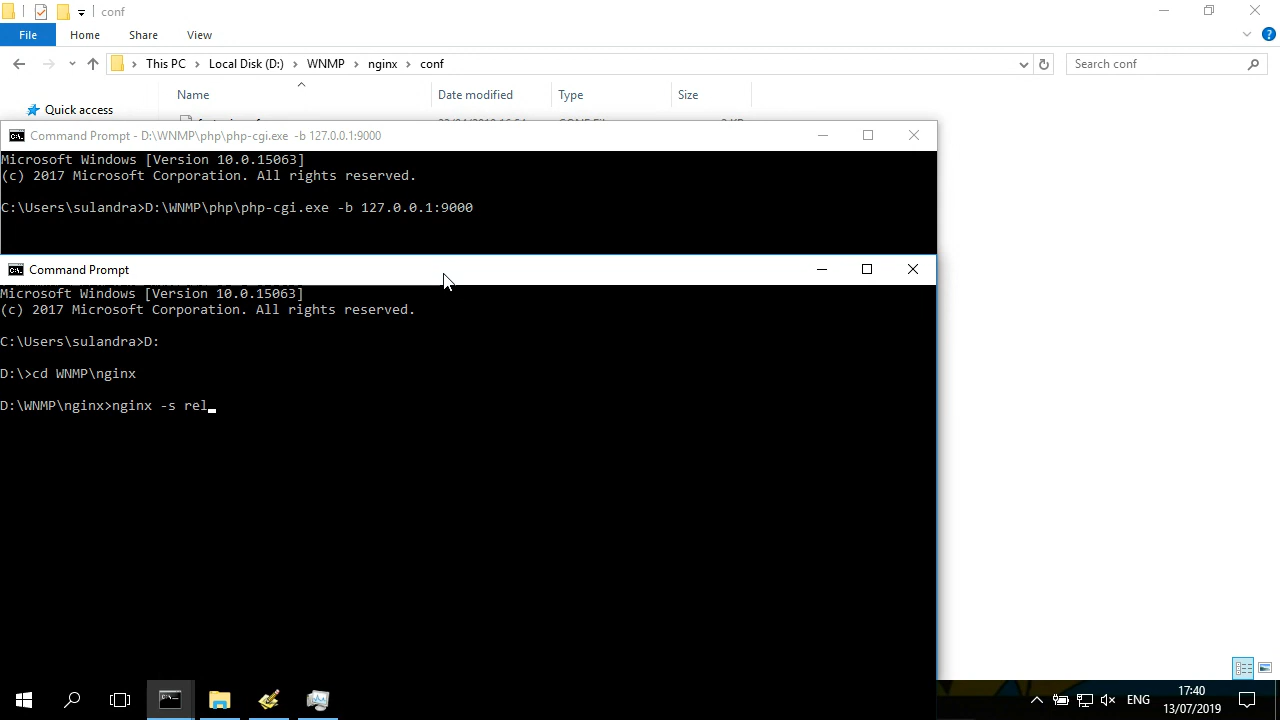 conf
File Home Share View
This PC Local Disk (D:) WNMP nginx conf
Search conf
Name Date modified Type Size
Quick access
Command Prompt - D:\WNMP\php\php-cgi.exe -b 127.0.0.1:9000
Microsoft Windows [Version 10.0.15063]
(c) 2017 Microsoft Corporation. All rights reserved.
C:\Users\sulandra>D:\WNMP\php\php-cgi.exe -b 127.0.0.1:9000
Command Prompt
Microsoft Windows [Version 10.0.15063]
(c) 2017 Microsoft Corporation. All rights reserved.
C:\Users\sulandra>D:
D:\>cd WNMP\nginx
D:\WNMP\nginx>nginx -s rel
ENG
17:40
13/07/2019